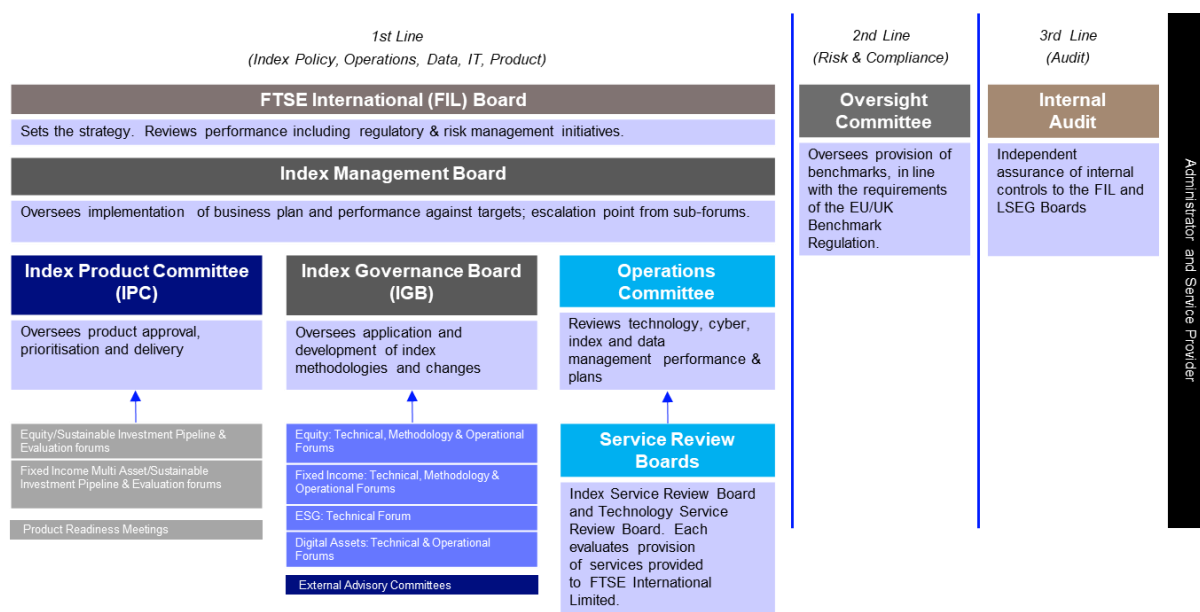 1st Line
(Index Policy, Operations, Data, IT, Product)
FTSE International (FIL) Board
Sets the strategy. Reviews performance including regulatory & risk management initiatives.
Index Management Board
Oversees implementation of business plan and performance against targets; escalation point from sub-forums.
Index Product Committee
(IPC)
Oversees product approval,
prioritisation and delivery
Equity/Sustainable Investment Pipeline &
Evaluation forums
Fixed Income Multi Asset/Sustainable
Investment Pipeline & Evaluation forums
Product Readiness Meetings
Index Governance Board
(IGB)
Oversees application and
development of index
methodologies and changes
Equity: Technical, Methodology & Operational
Forums
Fixed Income: Technical, Methodology &
Operational Forums
ESG: Technical Forum
Digital Assets: Technical & Operational
Forums
External Advisory Committees
Operations
Committee
Reviews technology, cyber,
index and data
management performance &
plans
Service Review
Boards
Index Service Review Board
and Technology Service
Review Board. Each
evaluates provision
of services provided
to FTSE International
Limited.
2nd Line
(Risk & Compliance)
Oversight
Committee
Oversees provision of
benchmarks, in line
with the requirements
of the EU/UK
Benchmark
Regulation.
3rd Line
(Audit)
Internal
Audit
Independent
assurance of internal
controls to the FIL and
LSEG Boards
Administrator and Service Provider